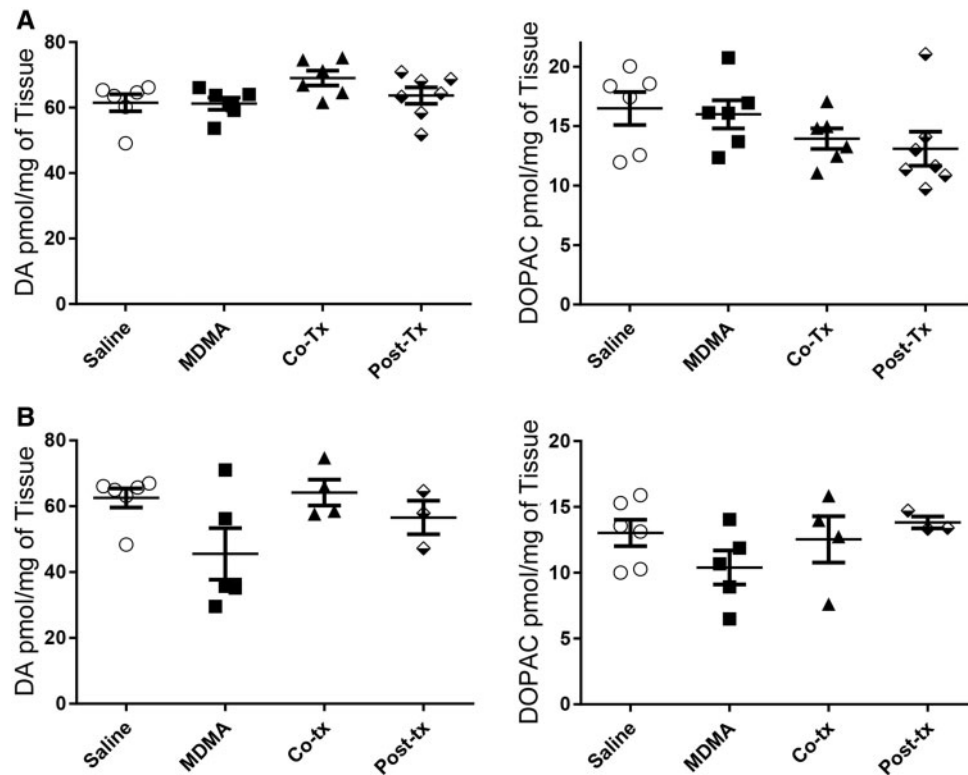 A
DA pmol/mg of Tissue
80
60
40
20
0
Saline
MDMA
Co-Tx
Post-Tx
DOPAC pmol/mg of Tissue
20
15
10
5
0
Saline
MDMA
Co-Tx
Post-Tx
B
DA pmol/mg of Tissue
80
60
40
20
0
Saline
MDMA
Co-tx
Post-tx
DOPAC pmol/mg of Tissue
20
15
10
5
0
Saline
MDMA
Co-tx
Post-tx